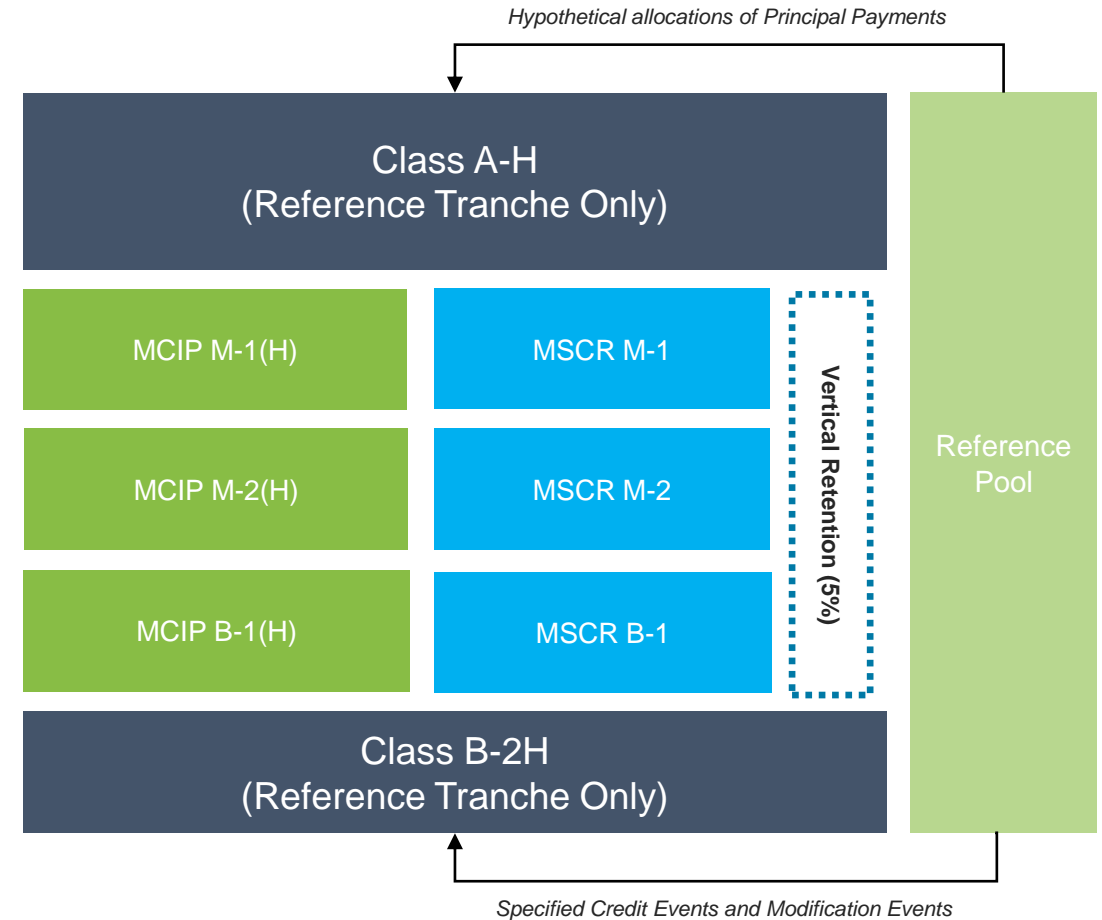 Hypothetical allocations of Principal Payments
Class A-H
(Reference Tranche Only)
MCIP M-1(H)
MSCR M-1
MCIP M-2(H)
MSCR M-2
MCIP B-1(H)
MSCR B-1
Vertical Retention (5%)
Reference
Pool
Class B-2H
(Reference Tranche Only)
Specified Credit Events and Modification Events